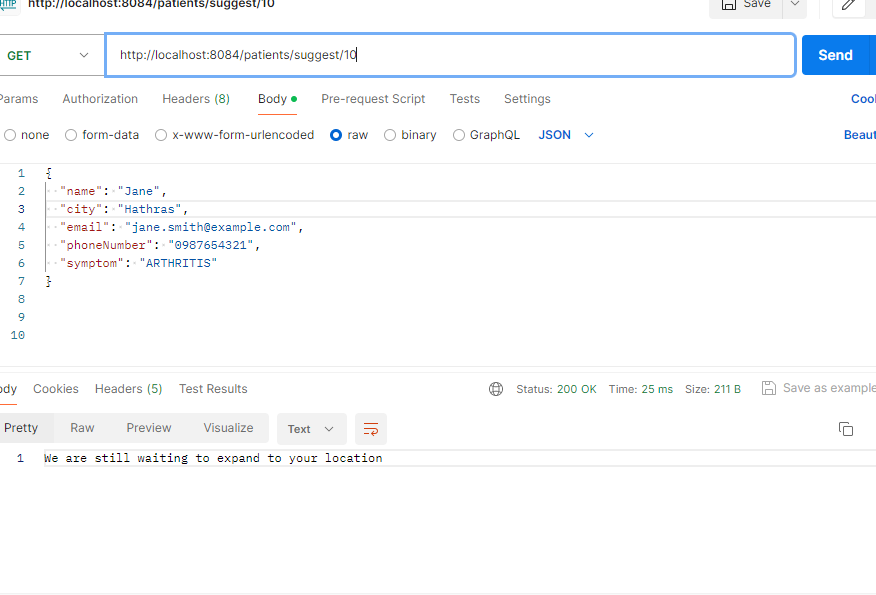 HTTP http://localhost:8084/patients/suggest/10 Save
GET http://localhost:8084/patients/suggest/10 Send
Params Authorization Headers (8) Body Pre-request Script Tests Settings Cool
none form-data x-www-form-urlencoded raw binary GraphQL JSON Beaut
1 {
2 "name": "Jane",
3 "city": "Hathras",
4 "email": "jane.smith@example.com",
5 "phoneNumber": "0987654321",
6 "symptom": "ARTHRITIS"
7 }
8
9
10
ody Cookies Headers (5) Test Results Status: 200 OK Time: 25 ms Size: 211 B Save as example
Pretty Raw Preview Visualize Text
1 We are still waiting to expand to your location